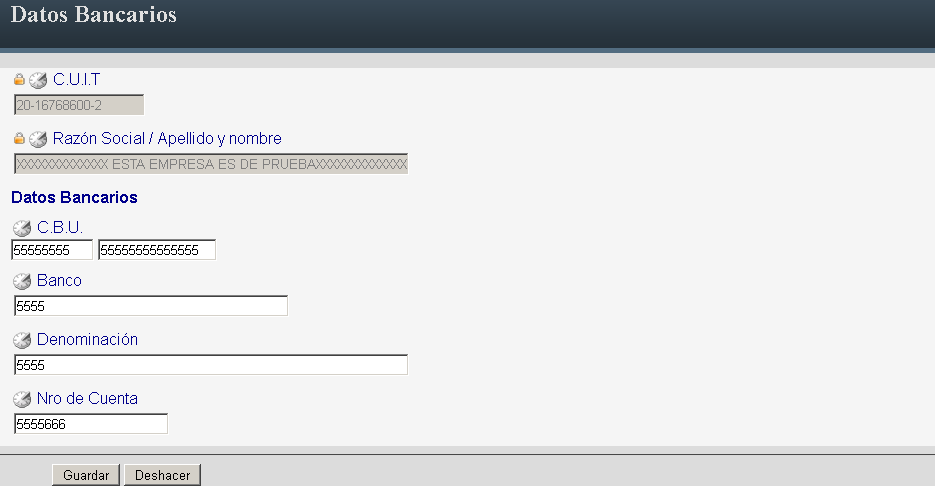 Datos Bancarios
C.U.I.T
20-16768600-2
Razón Social / Apellido y nombre
XXXXXXXXXXXXX ESTA EMPRESA ES DE PRUEBAXXXXXXXXXXXXX
Datos Bancarios
C.B.U.
55555555 55555555555555
Banco
5555
Denominación
5555
Nro de Cuenta
5555666
Guardar Deshacer